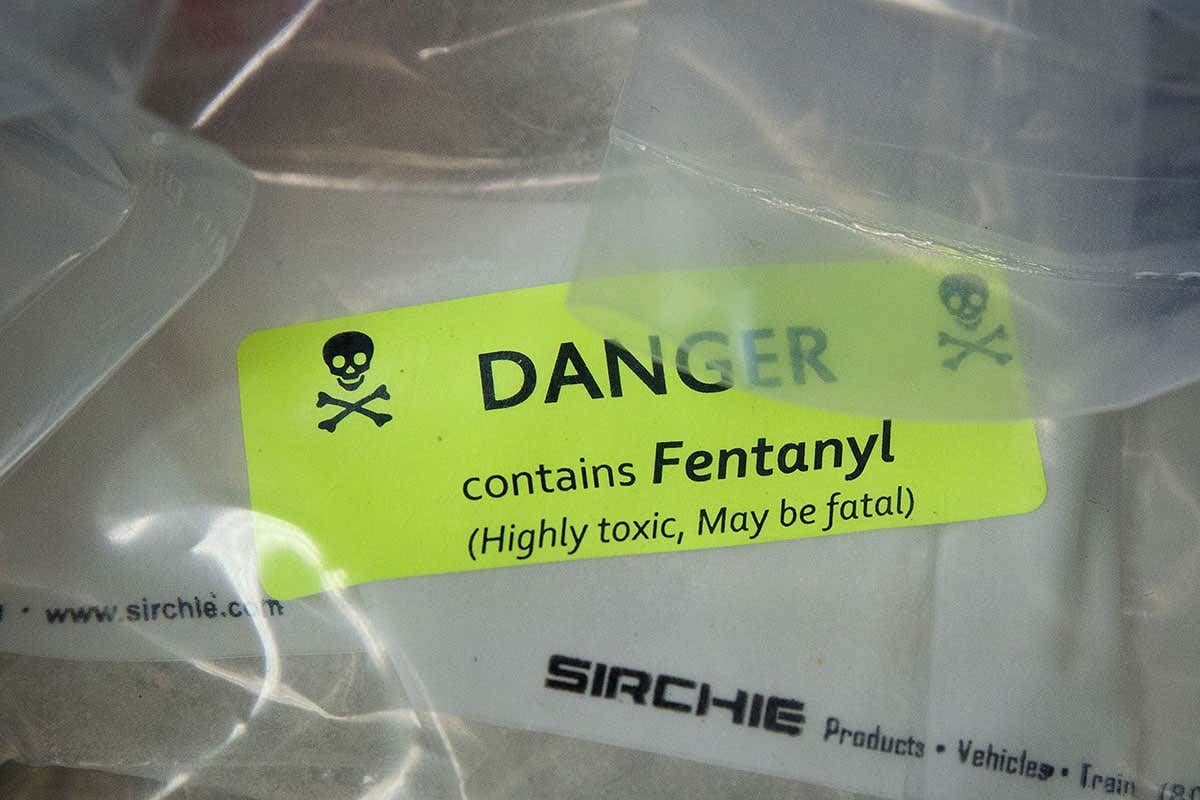 DANGER
contains Fentanyl
(Highly toxic, May be fatal)
· www.sirchie.com
SIRCHIE Products • Vehicles • Train